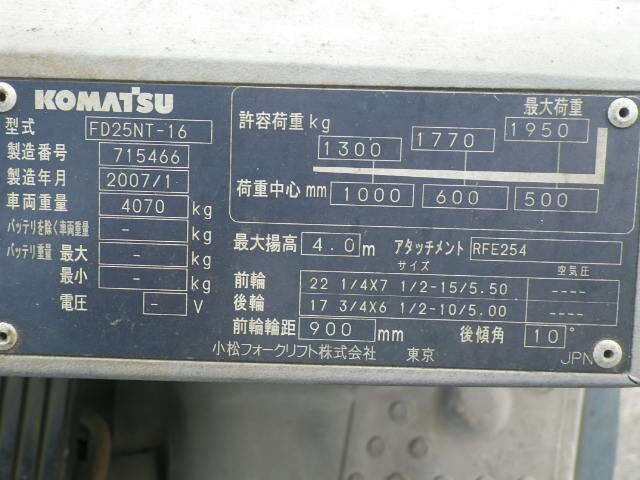 KOMATSU
型式 FD25NT-16
製造番号 715466
製造年月 2007/1
車両重量 4070 kg
バッテリを除く車両重量 - kg
バッテリ重量 最大 - kg
最小 - kg
電圧 - V
最大荷重
許容荷重 kg 1300 1770 1950
荷重中心 mm 1000 600 500
最大揚高 4.0 m アタッチメント RFE254
サイズ 空気圧
前輪 22 1/4X7 1/2-15/5.50 ----
後輪 17 3/4X6 1/2-10/5.00 ----
前輪輪距 900 mm 後傾角 10°
小松フォークリフト株式会社 東京 JPN